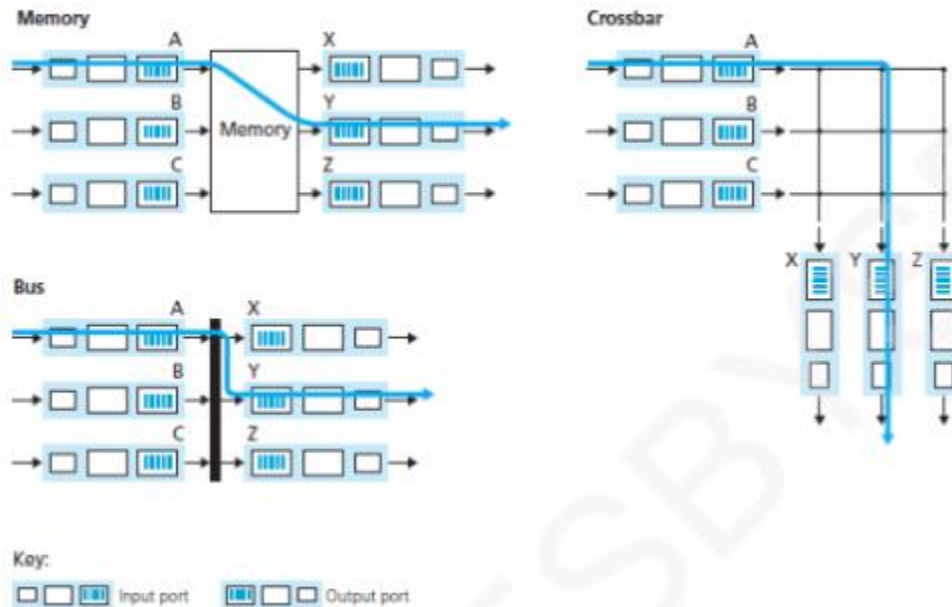 Memory
A
X
B
Y
Memory
C
Z
Crossbar
A
B
C
X
Y
Z
Bus
A
X
B
Y
C
Z
Key:
Input port
Output port